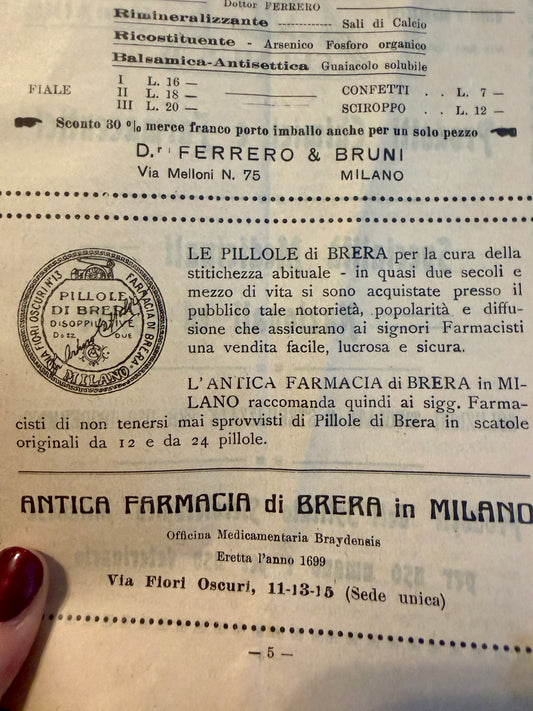 Dottor FERRERO
Rimineralizzante ---------- Sali di Calcio
Ricostituente - Arsenico Fosforo organico
Balsamica-Antisettica Guaiacolo solubile
FIALE
I L. 16 —
II L. 18 —
III L. 20 —
CONFETTI . . L. 7 —
SCIROPPO . . L. 12 —
Sconto 30 % merce franco porto imballo anche per un solo pezzo
D.ri FERRERO & BRUNI
Via Melloni N. 75 MILANO
VIA FIORI OSCURI N°13 FARMACIA DI BRERA·
MILANO
PILLOLE
DI BRERA
DISOPPILATIVE
Dotz. DUE
LE PILLOLE di BRERA per la cura della
stitichezza abituale - in quasi due secoli e
mezzo di vita si sono acquistate presso il
pubblico tale notorietà, popolarità e diffu-
sione che assicurano ai signori Farmacisti
una vendita facile, lucrosa e sicura.
L'ANTICA FARMACIA di BRERA in MI-
LANO raccomanda quindi ai sigg. Farma-
cisti di non tenersi mai sprovvisti di Pillole di Brera in scatole
originali da 12 e da 24 pillole.
ANTICA FARMACIA di BRERA in MILANO
Officina Medicamentaria Braydensis
Eretta l'anno 1699
Via Fiori Oscuri, 11-13-15 (Sede unica)
— 5 —